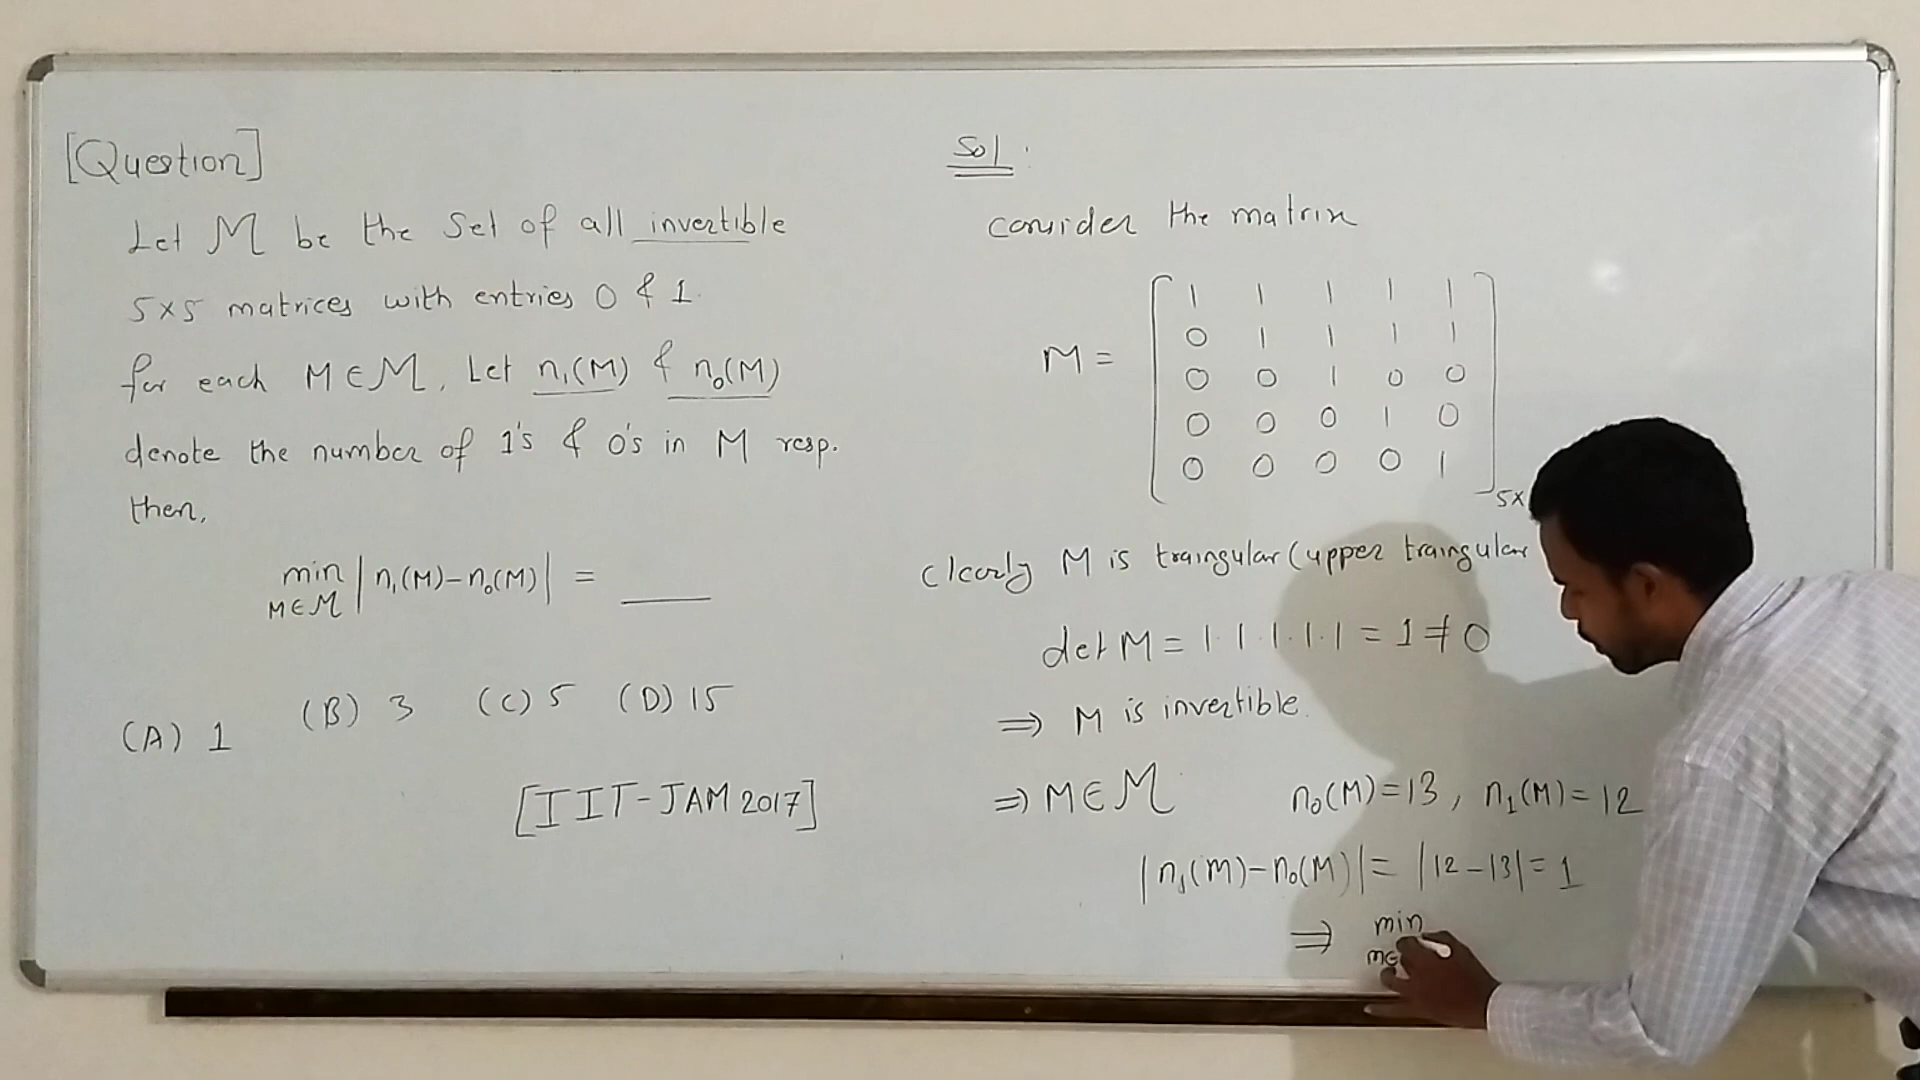 [Question]
Let M be the Set of all invertible
5×5 matrices with entries 0 & 1.
for each M∈M, Let n₁(M) & n₀(M)
denote the number of 1's & 0's in M resp.
then,
min | n₁(M)-n₀(M) | = ____
M∈M
(A) 1 (B) 3 (C) 5 (D) 15
[IIT-JAM 2017]
Sol.
consider the matrix
1 1 1 1 1
0 1 1 1 1
M = 0 0 1 0 0
0 0 0 1 0
0 0 0 0 1
5×
Clearly M is traingular (upper traingular
det M = 1·1·1·1·1 = 1 ≠ 0
⇒ M is invertible.
⇒ M∈M n₀(M)=13, n₁(M)=12
|n₁(M)-n₀(M)| = |12-13| = 1
⇒ min
M∈